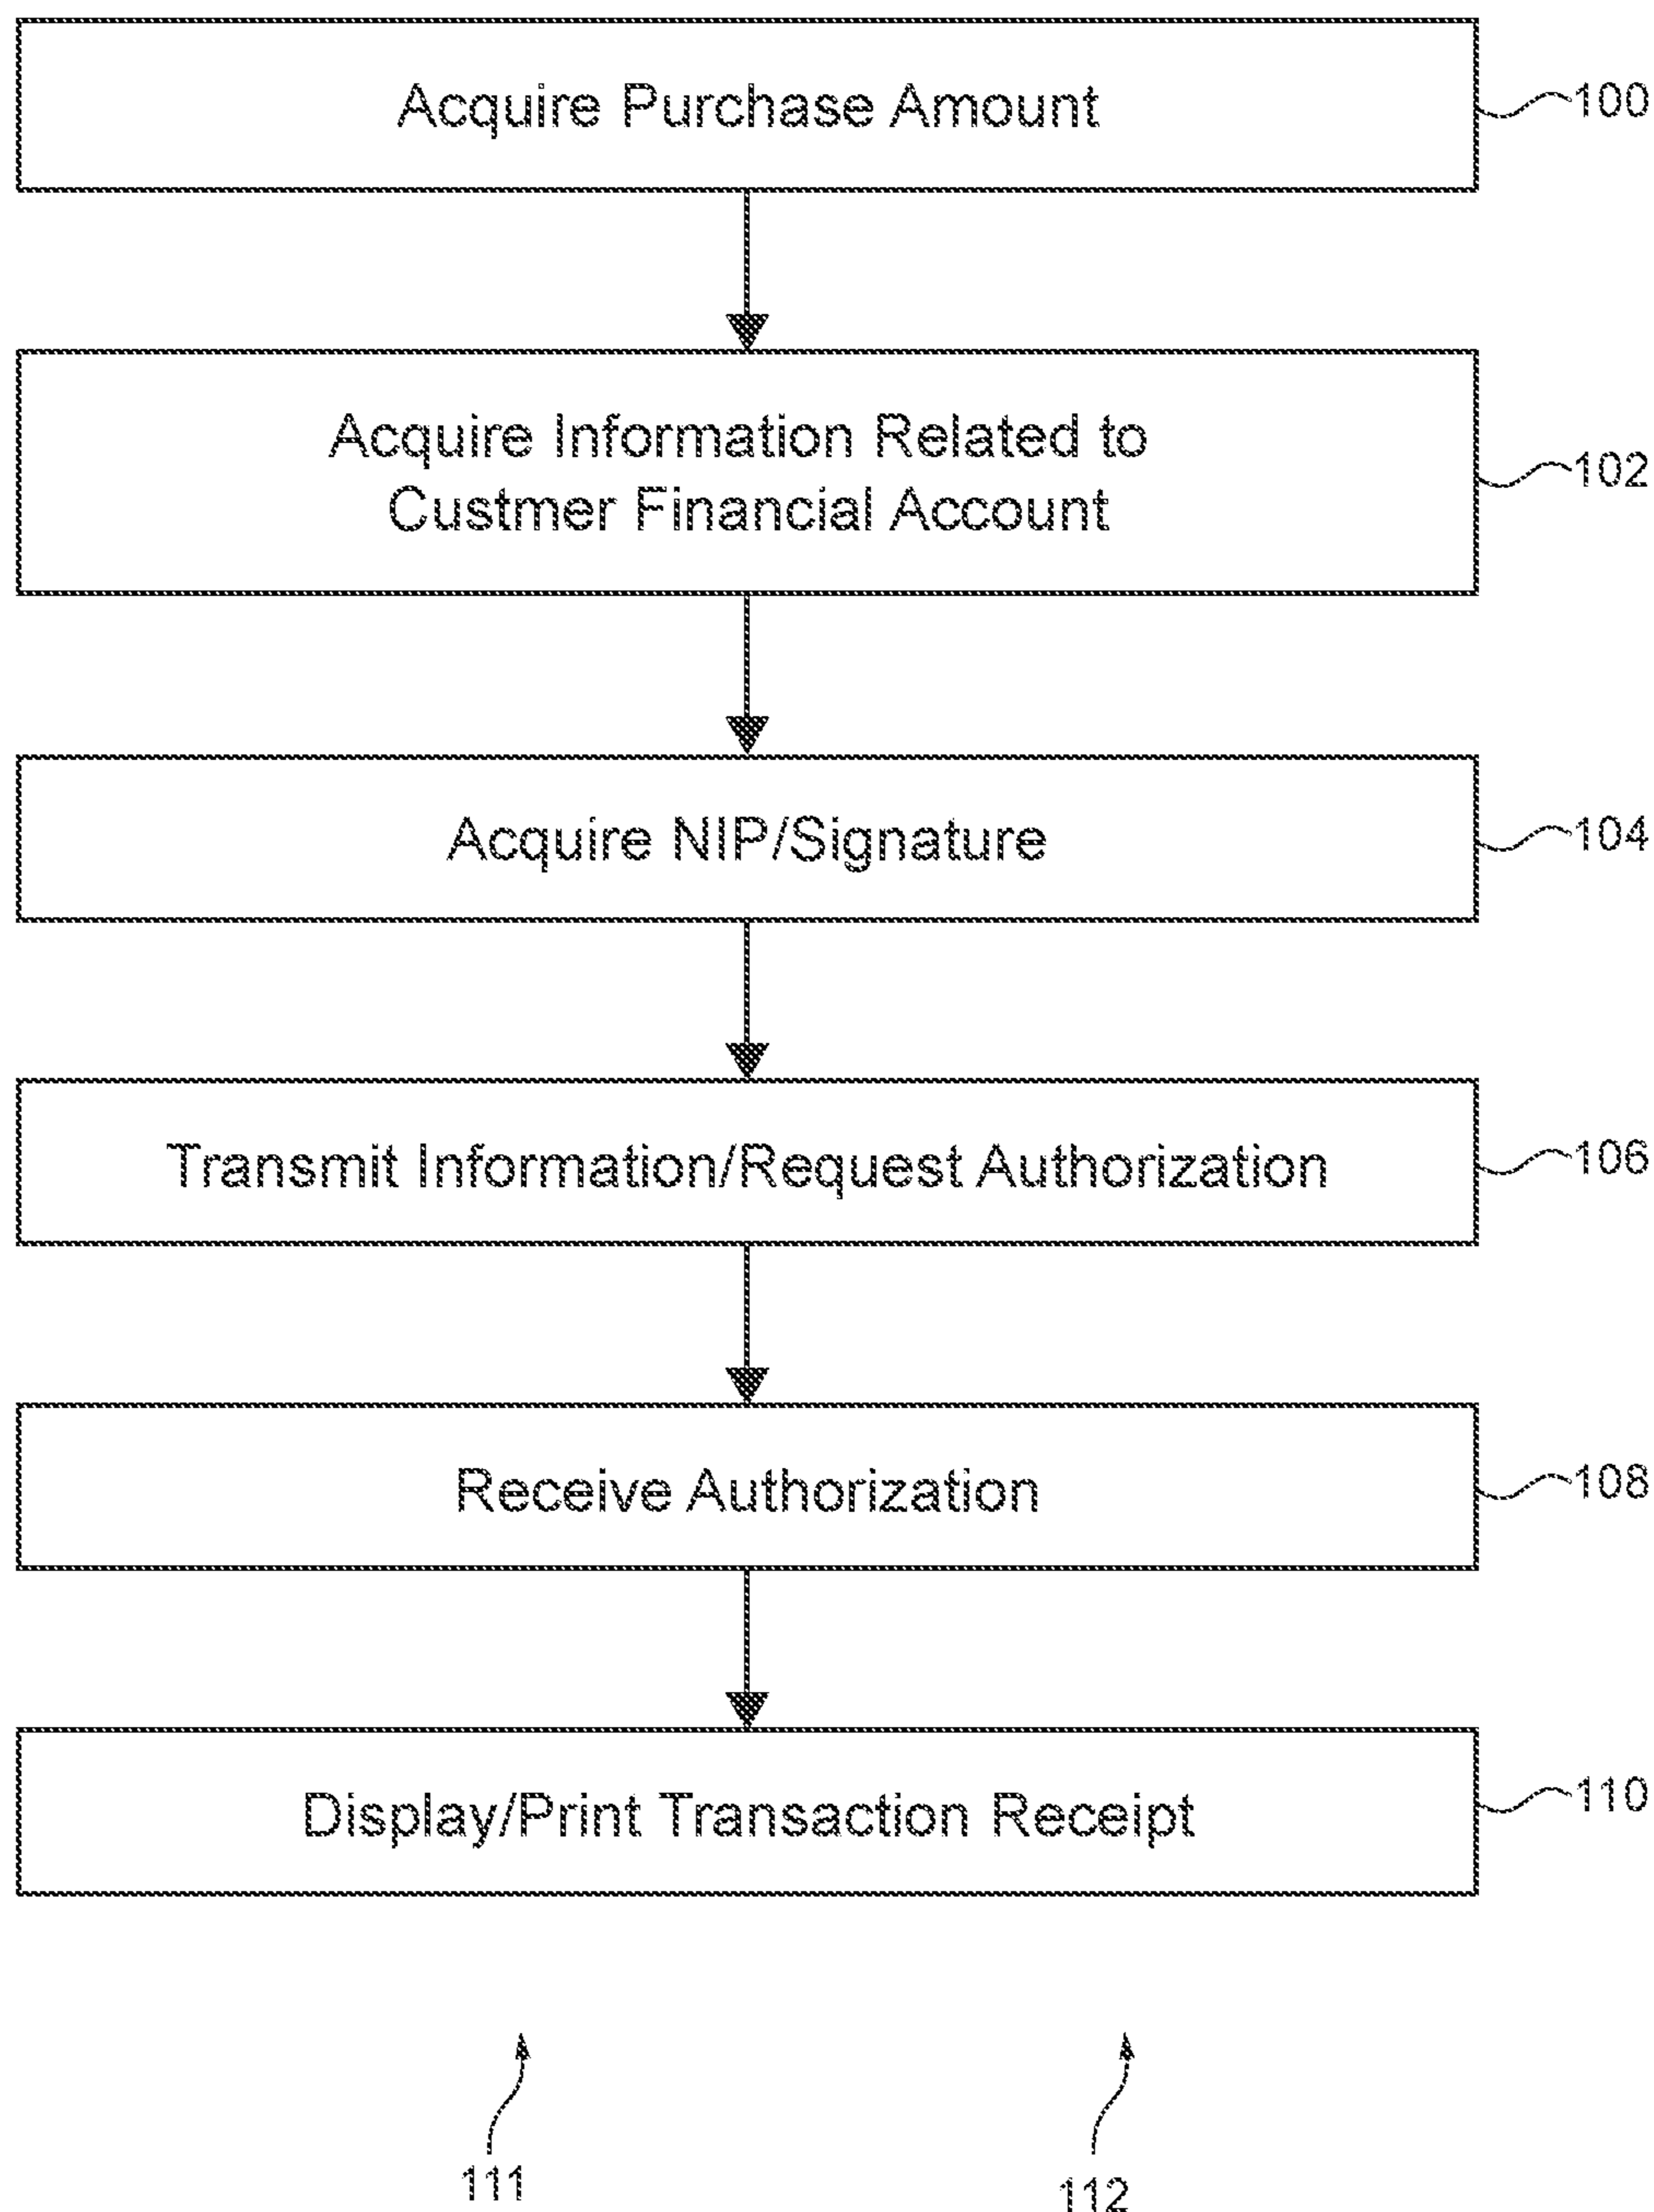 Acquire Purchase Amount
100
Acquire Information Related to
Custmer Financial Account
102
Acquire NIP/Signature
104
Transmit Information/Request Authorization
106
Receive Authorization
108
Display/Print Transaction Receipt
110
111
112